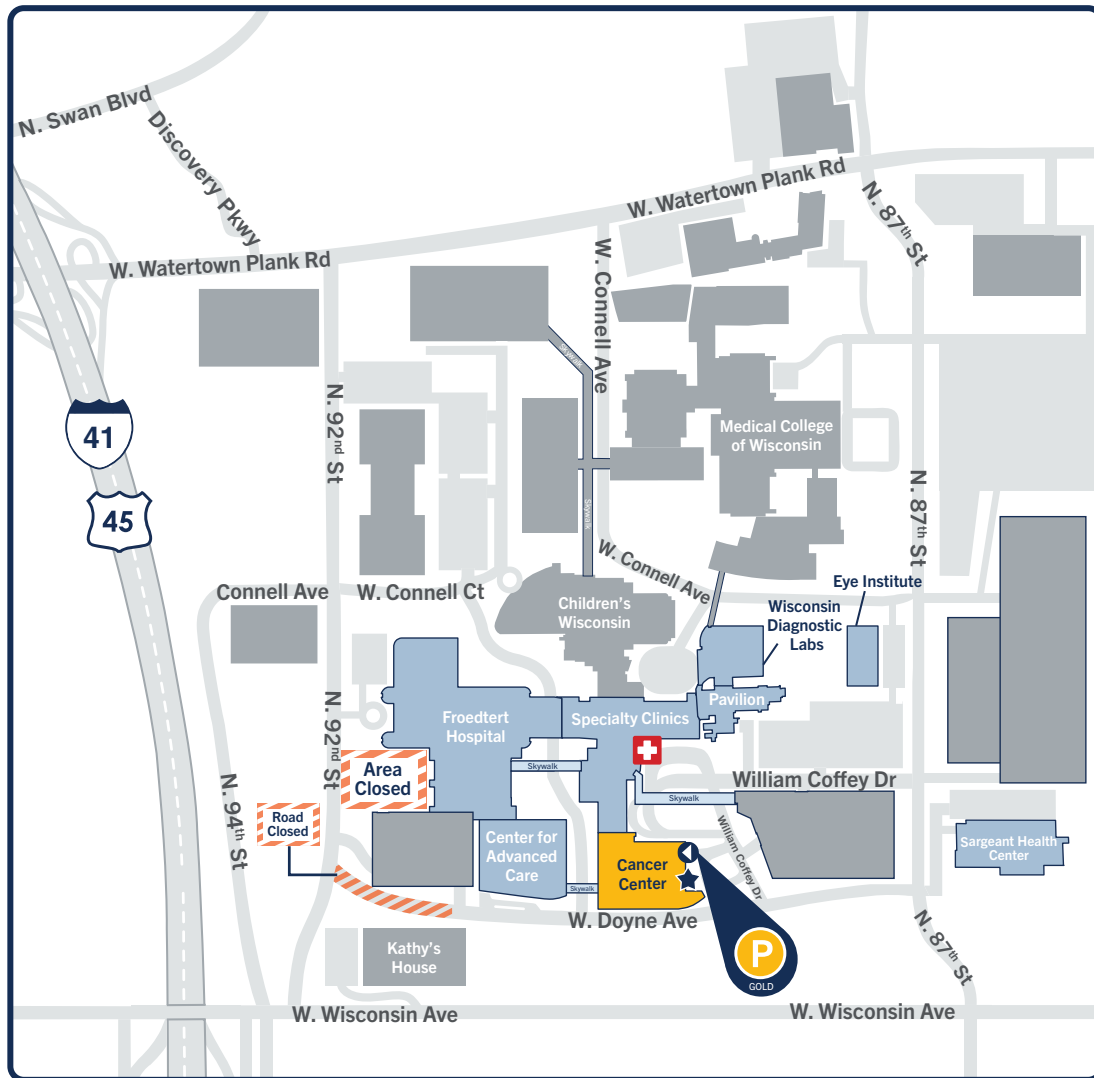 N. Swan Blvd
Discovery Pkwy
W. Watertown Plank Rd
N. 87th St
W. Watertown Plank Rd
W. Connell Ave
Skywalk
41
N. 92nd St
Medical College
of Wisconsin
45
Skywalk
N. 87th St
W. Connell Ave
Eye Institute
Connell Ave
W. Connell Ct
Children's
Wisconsin
Wisconsin
Diagnostic
Labs
Pavilion
Froedtert
Hospital
Specialty Clinics
N. 92nd St
Area
Closed
Skywalk
William Coffey Dr
Skywalk
N. 94th St
Road
Closed
William Coffey Dr
Center for
Advanced
Care
Cancer
Center
Sargeant Health
Center
Skywalk
W. Doyne Ave
N. 87th St
Kathy's
House
P
GOLD
W. Wisconsin Ave
W. Wisconsin Ave